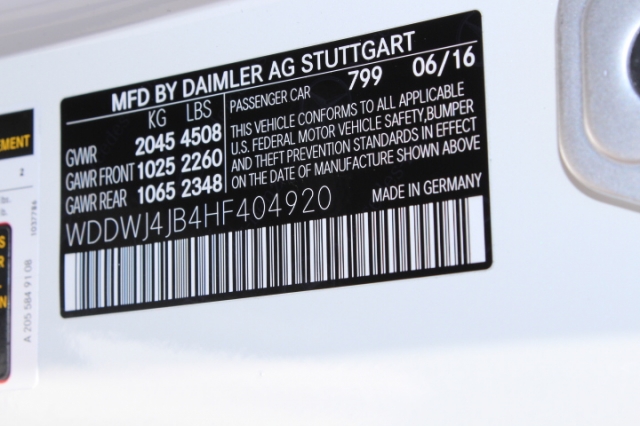 MFD BY DAIMLER AG STUTTGART
KG LBS
GVWR 2045 4508
GAWR FRONT 1025 2260
GAWR REAR 1065 2348
PASSENGER CAR 799 06/16
THIS VEHICLE CONFORMS TO ALL APPLICABLE
U.S. FEDERAL MOTOR VEHICLE SAFETY,BUMPER
AND THEFT PREVENTION STANDARDS IN EFFECT
ON THE DATE OF MANUFACTURE SHOWN ABOVE
WDDWJ4JB4HF404920
MADE IN GERMANY
EMENT
2
A 205 584 91 08